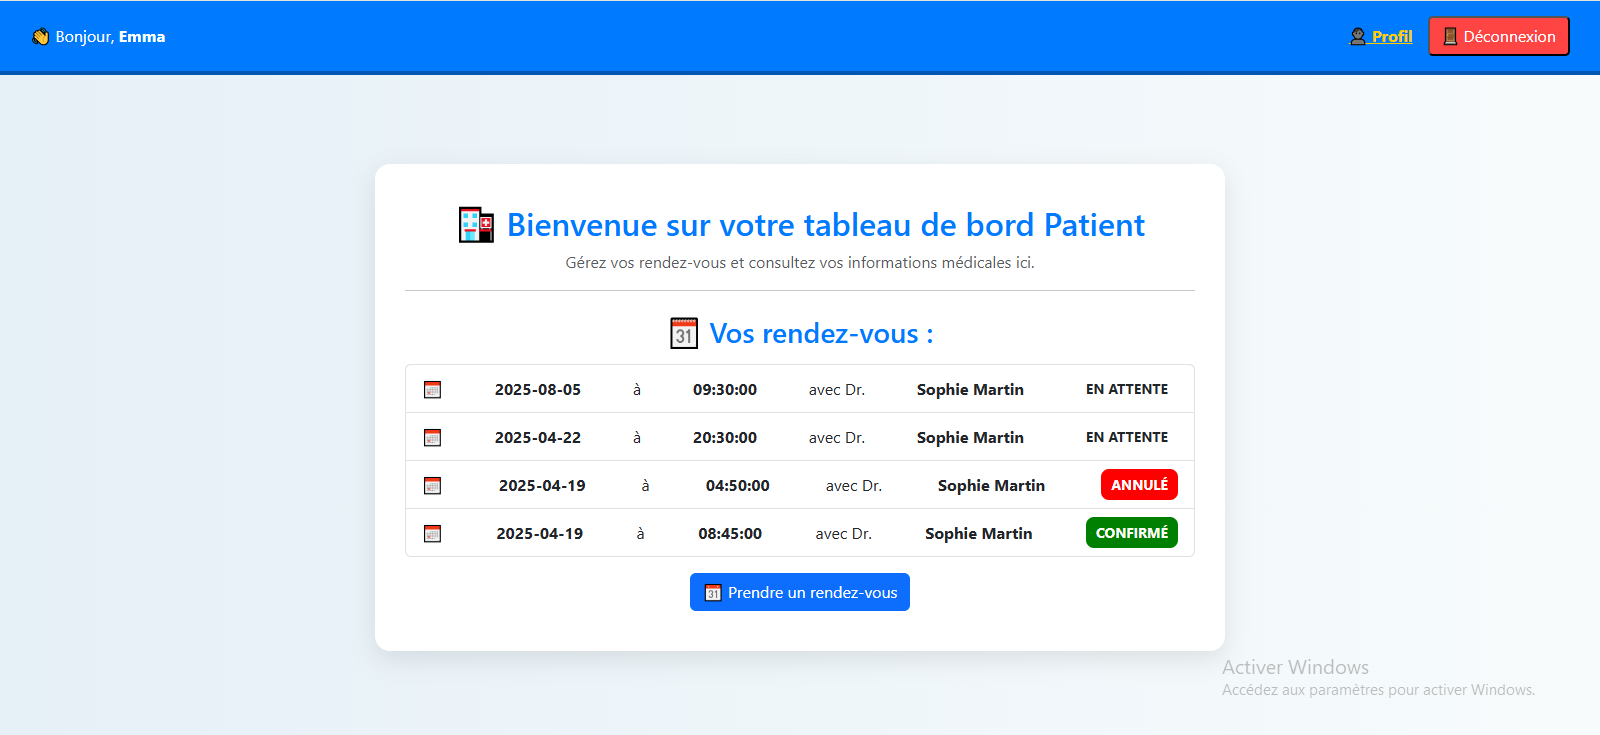 👋 Bonjour, Emma
👤 Profil
🚪 Déconnexion
🏥 Bienvenue sur votre tableau de bord Patient
Gérez vos rendez-vous et consultez vos informations médicales ici.
📅 Vos rendez-vous :
📅 2025-08-05 à 09:30:00 avec Dr. Sophie Martin EN ATTENTE
📅 2025-04-22 à 20:30:00 avec Dr. Sophie Martin EN ATTENTE
📅 2025-04-19 à 04:50:00 avec Dr. Sophie Martin ANNULÉ
📅 2025-04-19 à 08:45:00 avec Dr. Sophie Martin CONFIRMÉ
📅 Prendre un rendez-vous
Activer Windows
Accédez aux paramètres pour activer Windows.